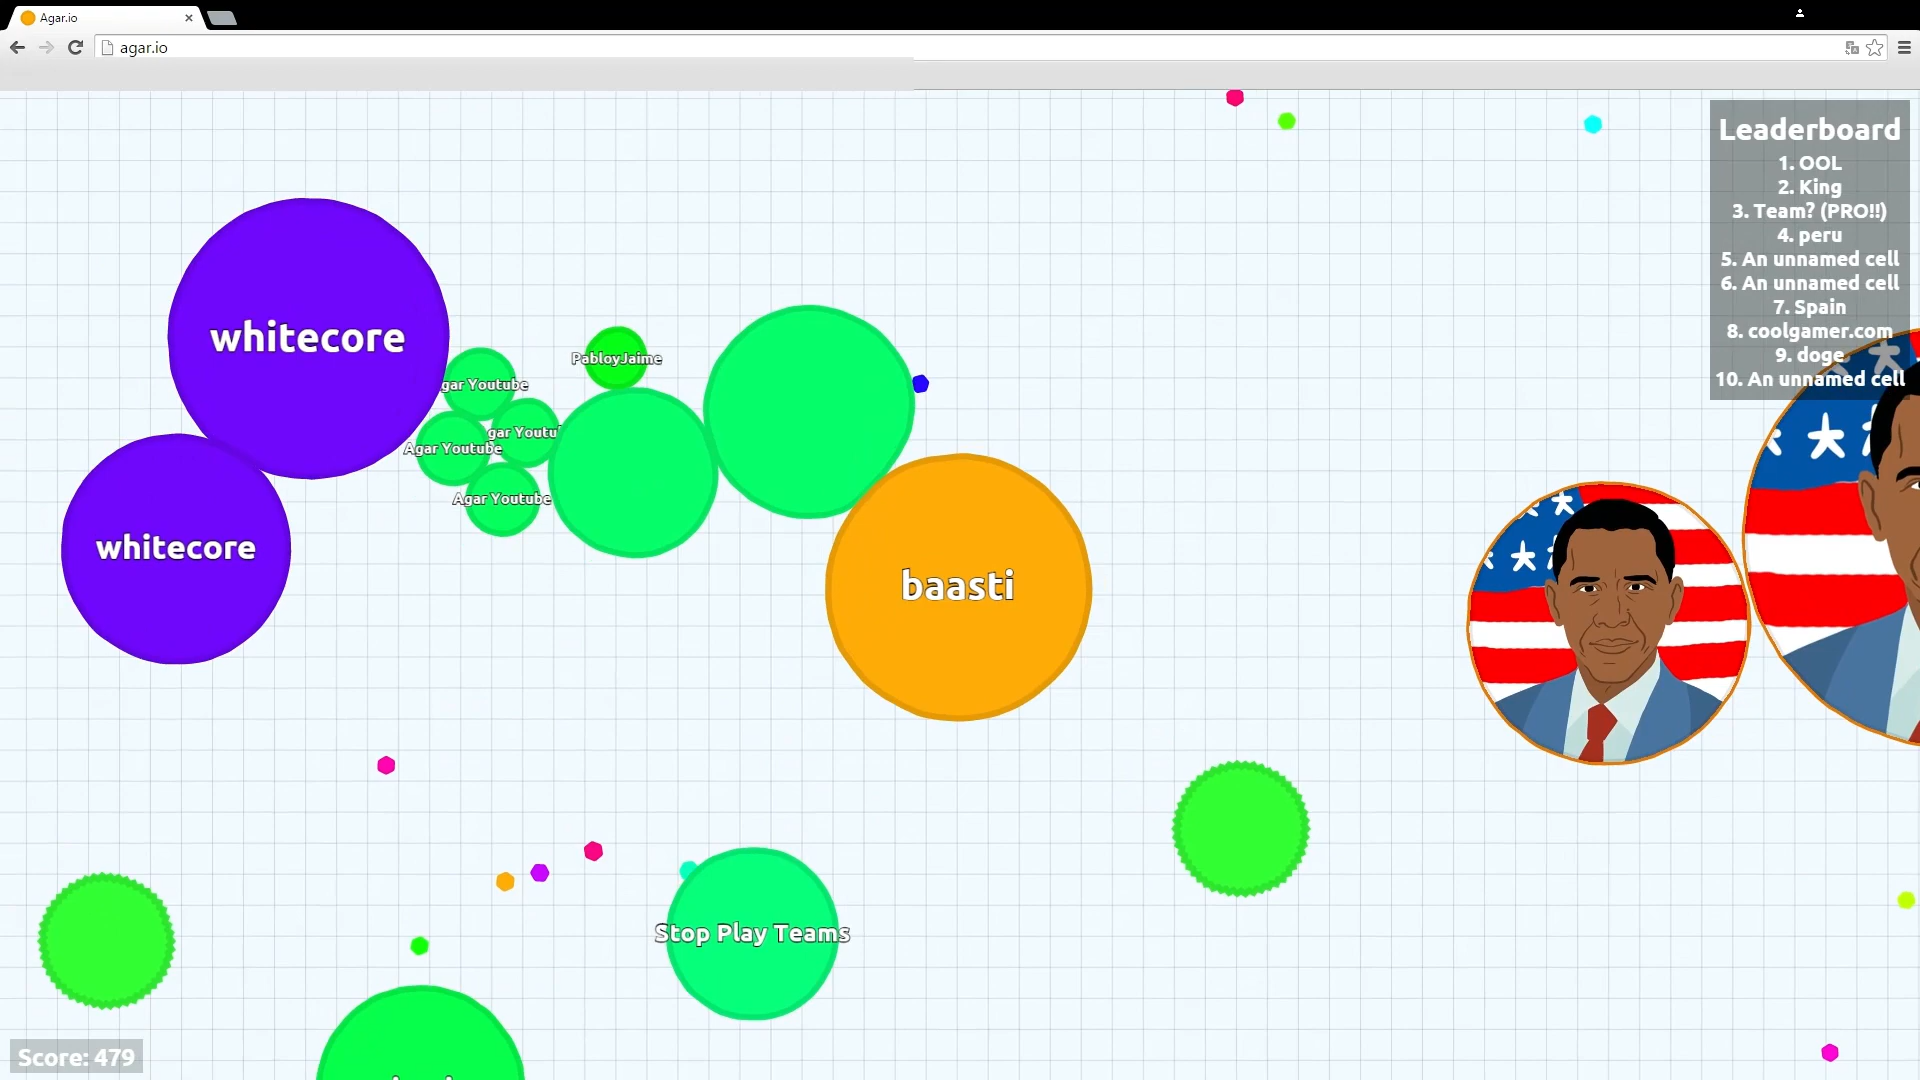 Agar.io
agar.io
Leaderboard
1. OOL
2. King
3. Team? (PRO!!)
4. peru
5. An unnamed cell
6. An unnamed cell
7. Spain
8. coolgamer.com
9. doge
10. An unnamed cell
whitecore
PabloyJaime
gar Youtube
gar Youtu
Agar Youtube
Agar Youtube
whitecore
baasti
Stop Play Teams
Score: 479